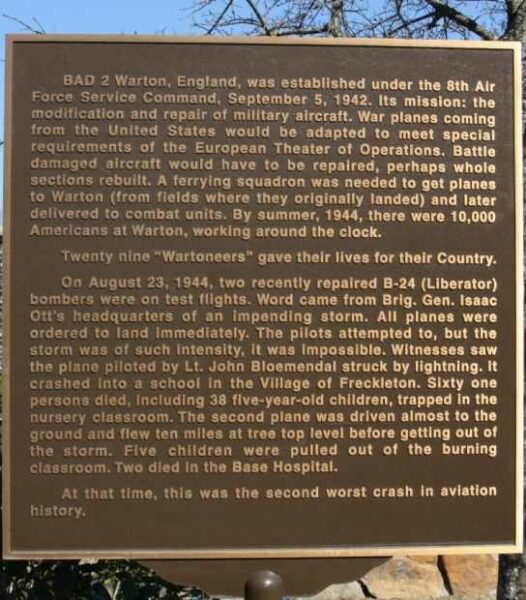 BAD 2 Warton, England, was established under the 8th Air
Force Service Command, September 5, 1942. Its mission: the
modification and repair of military aircraft. War planes coming
from the United States would be adapted to meet special
requirements of the European Theater of Operations. Battle
damaged aircraft would have to be repaired, perhaps whole
sections rebuilt. A ferrying squadron was needed to get planes
to Warton (from fields where they originally landed) and later
delivered to combat units. By summer, 1944, there were 10,000
Americans at Warton, working around the clock.
Twenty nine "Wartoneers" gave their lives for their Country.
On August 23, 1944, two recently repaired B-24 (Liberator)
bombers were on test flights. Word came from Brig. Gen. Isaac
Ott's headquarters of an impending storm. All planes were
ordered to land immediately. The pilots attempted to, but the
storm was of such intensity, it was impossible. Witnesses saw
the plane piloted by Lt. John Bloemendal struck by lightning. It
crashed into a school in the Village of Freckleton. Sixty one
persons died, including 38 five-year-old children, trapped in the
nursery classroom. The second plane was driven almost to the
ground and flew ten miles at tree top level before getting out of
the storm. Five children were pulled out of the burning
classroom. Two died in the Base Hospital.
At that time, this was the second worst crash in aviation
history.